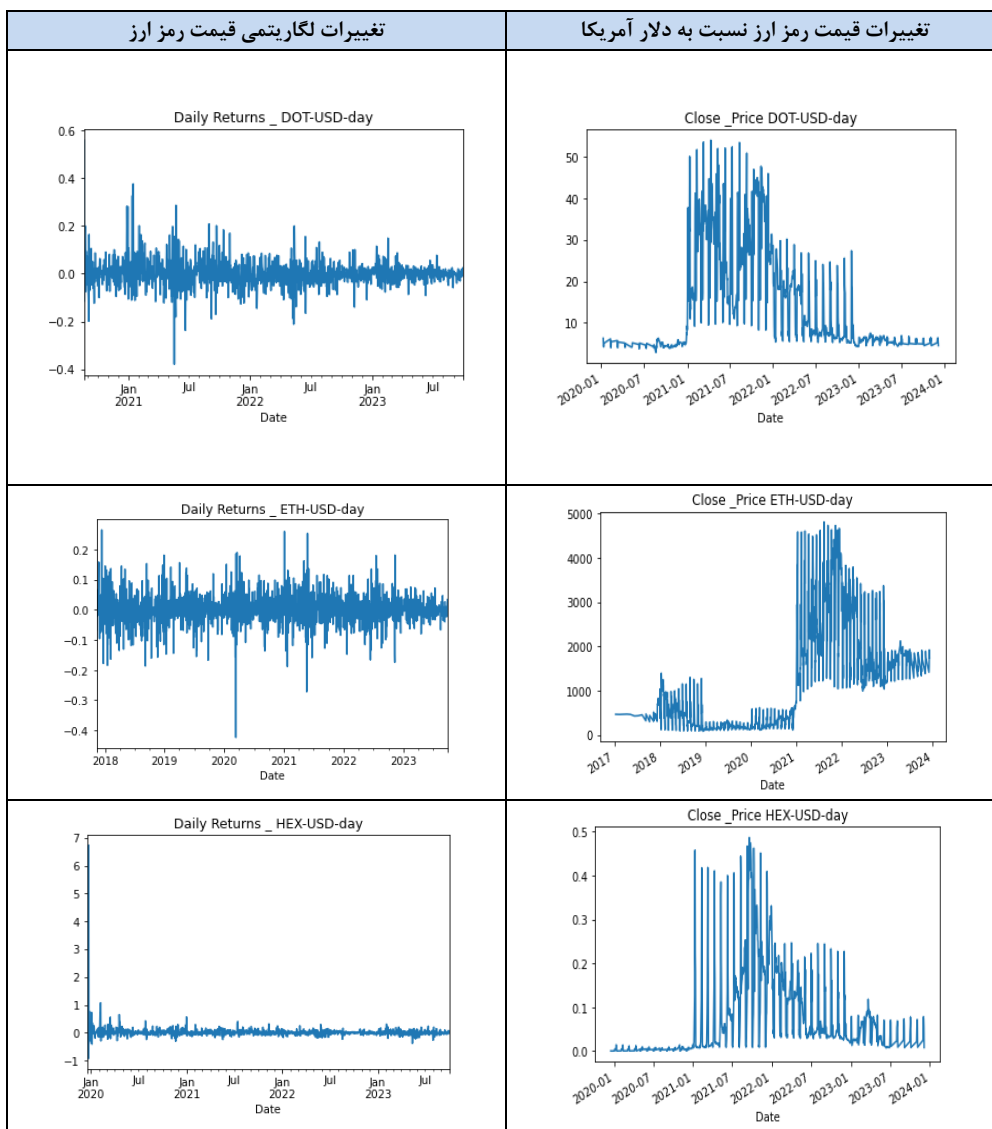 تغییرات قیمت رمز ارز نسبت به دلار آمریکا
تغییرات لگاریتمی قیمت رمز ارز
Close _Price DOT-USD-day
50
40
30
20
10
2020-01 2020-07 2021-01 2021-07 2022-01 2022-07 2023-01 2023-07 2024-01
Date
Daily Returns _ DOT-USD-day
0.6
0.4
0.2
0.0
−0.2
−0.4
Jan Jul Jan Jul Jan Jul
2021 2022 2023
Date
Close _Price ETH-USD-day
5000
4000
3000
2000
1000
0
2017 2018 2019 2020 2021 2022 2023 2024
Date
Daily Returns _ ETH-USD-day
0.2
0.1
0.0
−0.1
−0.2
−0.3
−0.4
2018 2019 2020 2021 2022 2023
Date
Close _Price HEX-USD-day
0.5
0.4
0.3
0.2
0.1
0.0
2020-01 2020-07 2021-01 2021-07 2022-01 2022-07 2023-01 2023-07 2024-01
Date
Daily Returns _ HEX-USD-day
7
6
5
4
3
2
1
0
−1
Jan Jul Jan Jul Jan Jul Jan Jul
2020 2021 2022 2023
Date